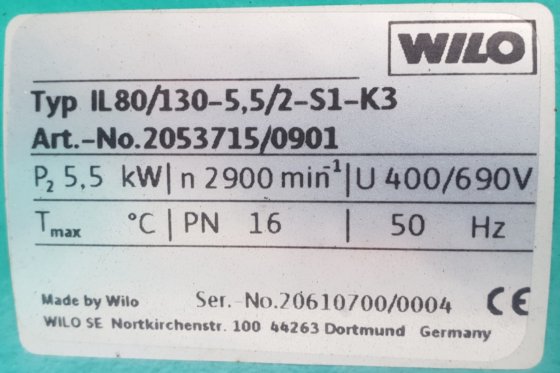 WILO
Typ IL80/130-5,5/2-S1-K3
Art.-No.2053715/0901
P₂ 5,5 kW | n 2900 min⁻¹ | U 400/690V
Tmax °C | PN 16 | 50 Hz
Made by Wilo Ser.-No.20610700/0004 CE
WILO SE Nortkirchenstr. 100 44263 Dortmund Germany